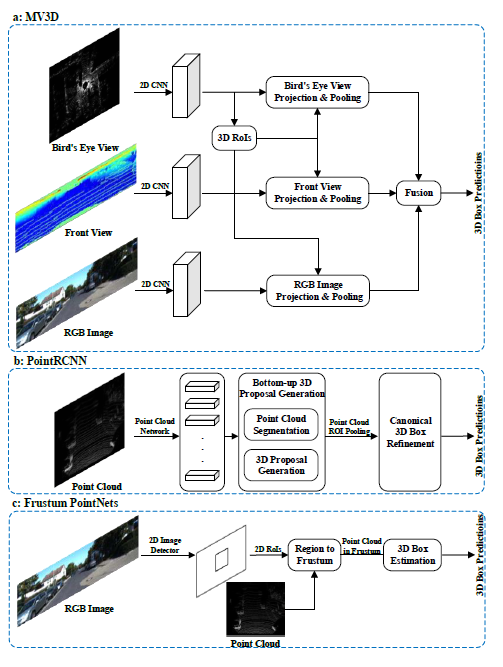 a: MV3D
2D CNN
Bird's Eye View
Projection & Pooling
Bird's Eye View
3D RoIs
2D CNN
Front View
Projection & Pooling
Fusion
3D Box Predictioins
Front View
2D CNN
RGB Image
Projection & Pooling
RGB Image
b: PointRCNN
Point Cloud
Network
Bottom-up 3D
Proposal Generation
Point Cloud
Segmentation
3D Proposal
Generation
Point Cloud
ROI Pooling
Canonical
3D Box
Refinement
3D Box Predictioins
Point Cloud
c: Frustum PointNets
2D Image
Detector
2D RoIs
Region to
Frustum
Point Cloud
in Frustum
3D Box
Estimation
3D Box Predictioins
RGB Image
Point Cloud